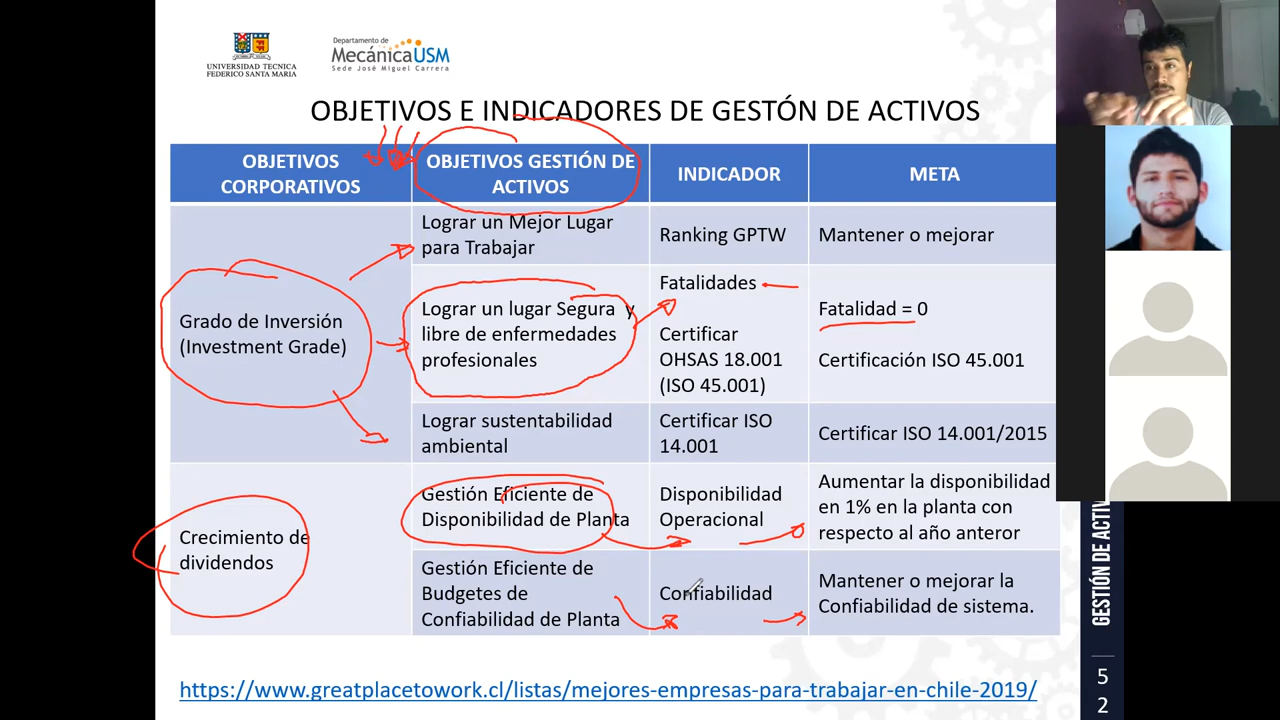 UNIVERSIDAD TECNICA
FEDERICO SANTA MARIA
Departamento de
MecánicaUSM
Sede José Miguel Carrera
OBJETIVOS E INDICADORES DE GESTÓN DE ACTIVOS
OBJETIVOS
CORPORATIVOS
OBJETIVOS GESTIÓN DE
ACTIVOS
INDICADOR
META
Grado de Inversión
(Investment Grade)
Lograr un Mejor Lugar
para Trabajar
Ranking GPTW
Mantener o mejorar
Lograr un lugar Segura y
libre de enfermedades
profesionales
Fatalidades
Certificar
OHSAS 18.001
(ISO 45.001)
Fatalidad = 0
Certificación ISO 45.001
Lograr sustentabilidad
ambiental
Certificar ISO
14.001
Certificar ISO 14.001/2015
Crecimiento de
dividendos
Gestión Eficiente de
Disponibilidad de Planta
Disponibilidad
Operacional
Aumentar la disponibilidad
en 1% en la planta con
respecto al año anteror
Gestión Eficiente de
Budgetes de
Confiabilidad de Planta
Confiabilidad
Mantener o mejorar la
Confiabilidad de sistema.
https://www.greatplacetowork.cl/listas/mejores-empresas-para-trabajar-en-chile-2019/
GESTIÓN DE ACTIV
5
2